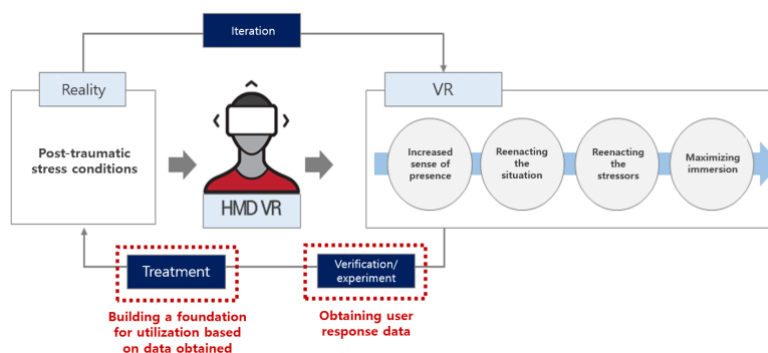 Iteration
Reality
VR
Post-traumatic
stress conditions
HMD VR
Increased
sense of
presence
Reenacting
the
situation
Reenacting
the
stressors
Maximizing
immersion
Treatment
Verification/
experiment
Building a foundation
for utilization based
on data obtained
Obtaining user
response data